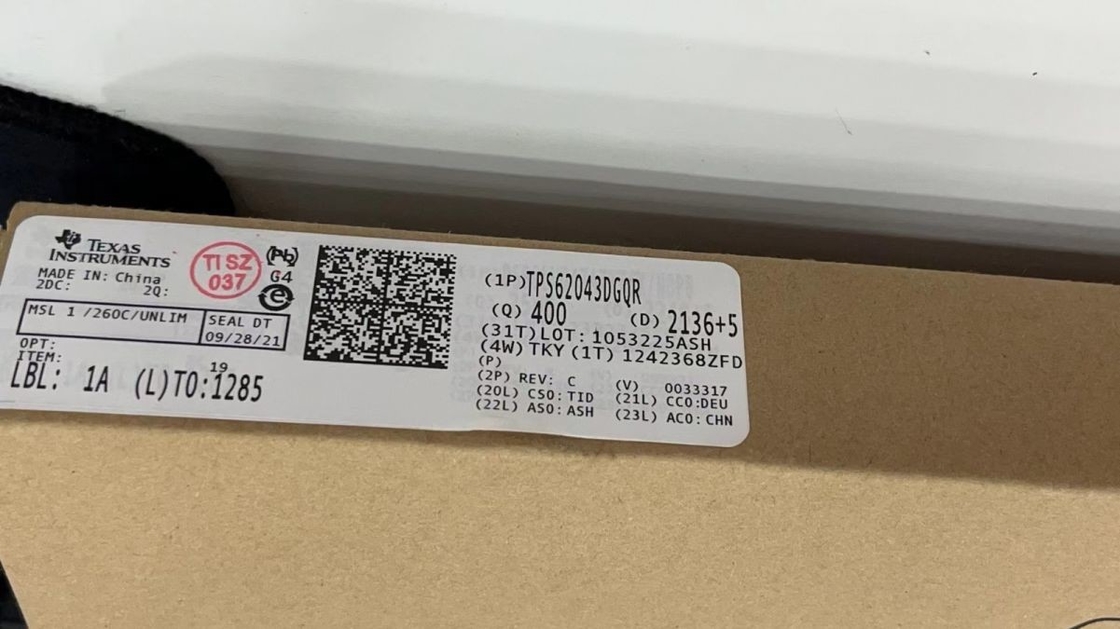 TEXAS
INSTRUMENTS
MADE IN: China
2DC: 2Q:
TI SZ
037
Pb
G4
e
MSL 1 /260C/UNLIM
SEAL DT
09/28/21
OPT:
ITEM:
19
LBL: 1A (L)TO:1285
(1P)TPS62043DGQR
(Q) 400 (D) 2136+5
(31T)LOT: 1053225ASH
(4W) TKY (1T) 1242368ZFD
(P)
(2P) REV: C (V) 0033317
(20L) CSO: TID (21L) CCO:DEU
(22L) ASO: ASH (23L) ACO: CHN